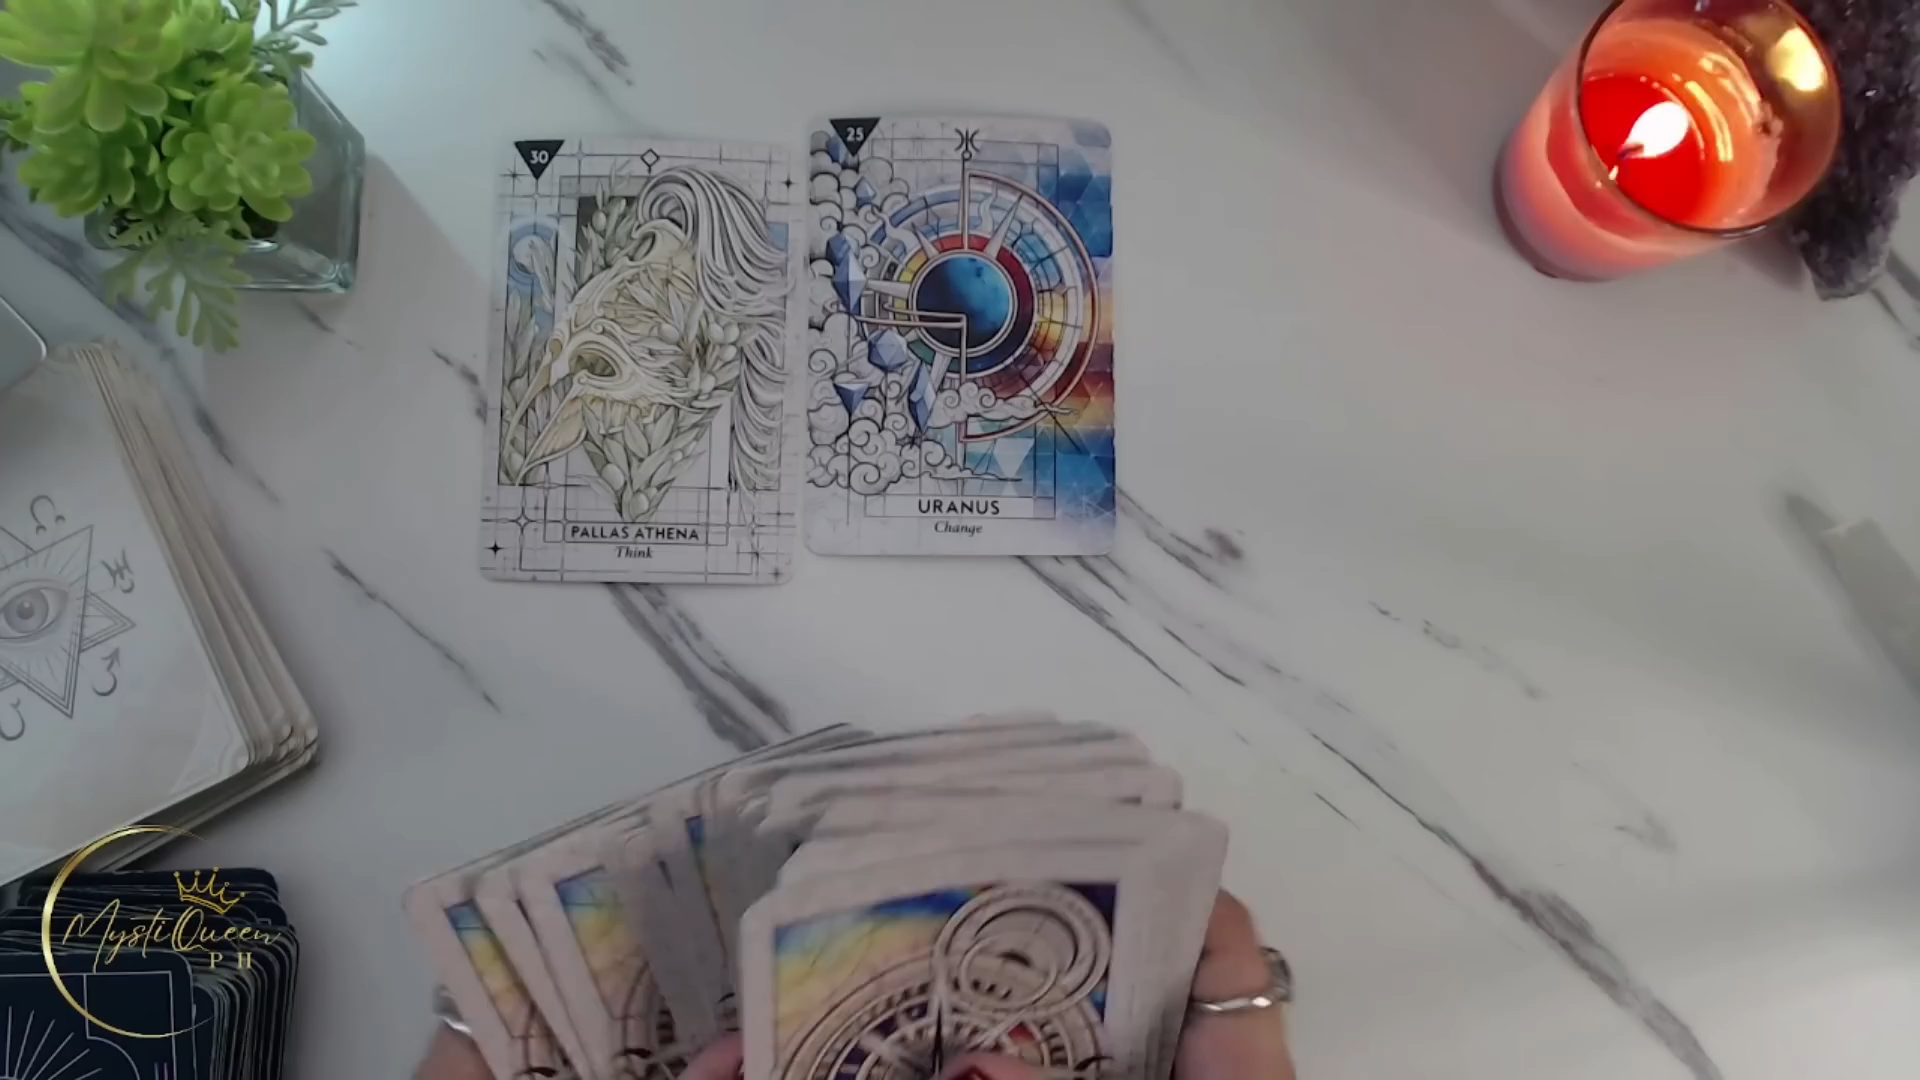 30
PALLAS ATHENA
Think
25
URANUS
Change
MystiQueen
PH